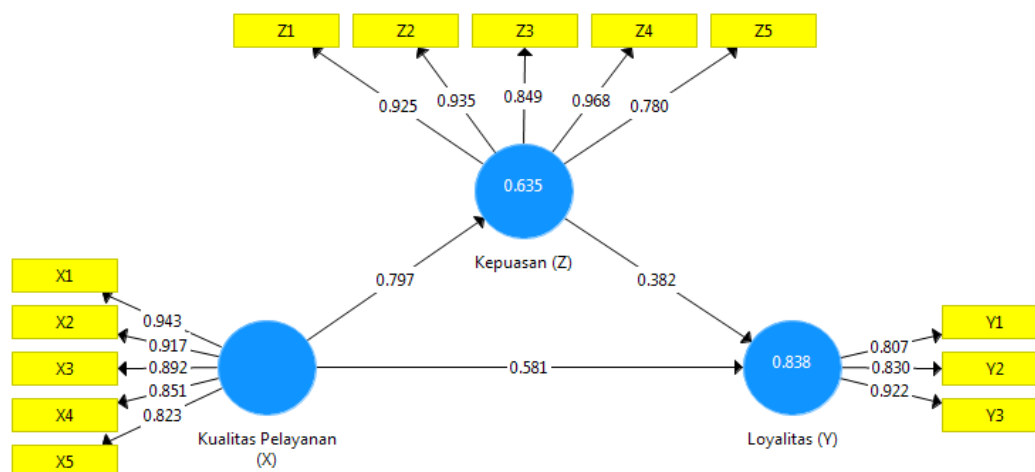 Z1 Z2 Z3 Z4 Z5
0.925 0.935 0.849 0.968 0.780
0.635
Kepuasan (Z)
0.797 0.382
X1
X2
X3
X4
X5
0.943
0.917
0.892
0.851
0.823
Kualitas Pelayanan
(X)
0.581
0.838
Loyalitas (Y)
0.807
0.830
0.922
Y1
Y2
Y3